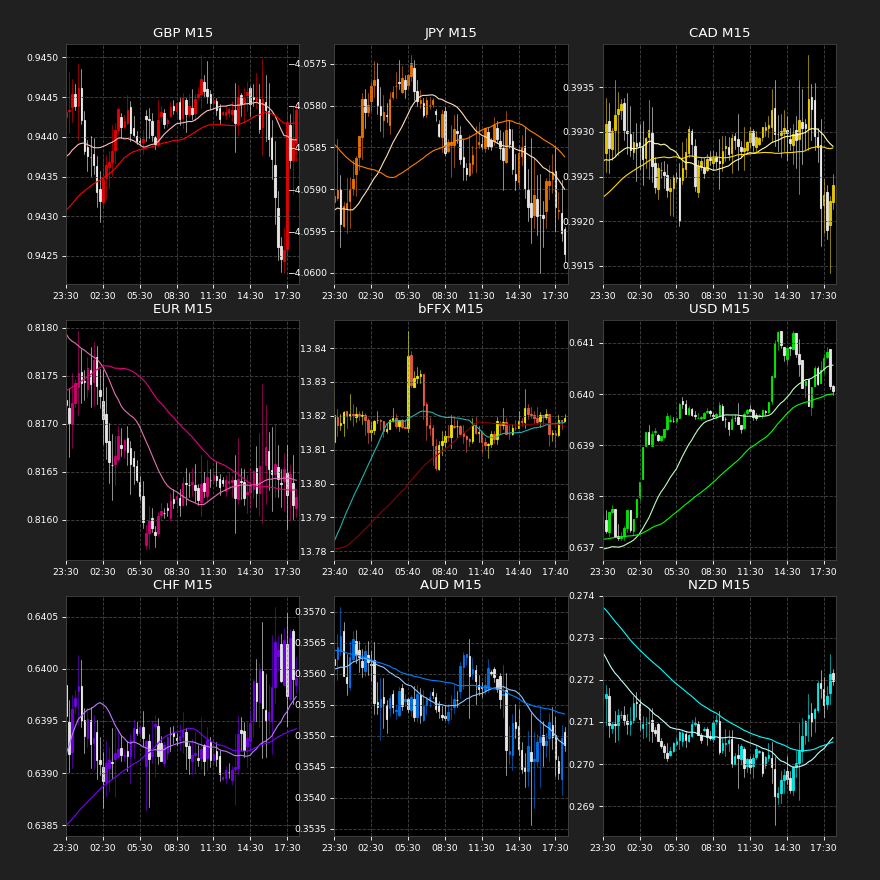 GBP M15
0.9450
0.9445
0.9440
0.9435
0.9430
0.9425
23:30 02:30 05:30 08:30 11:30 14:30 17:30
JPY M15
−4.0575
−4.0580
−4.0585
−4.0590
−4.0595
−4.0600
23:30 02:30 05:30 08:30 11:30 14:30 17:30
CAD M15
0.3935
0.3930
0.3925
0.3920
0.3915
23:30 02:30 05:30 08:30 11:30 14:30 17:30
EUR M15
0.8180
0.8175
0.8170
0.8165
0.8160
23:30 02:30 05:30 08:30 11:30 14:30 17:30
bFFX M15
13.84
13.83
13.82
13.81
13.80
13.79
13.78
23:40 02:40 05:40 08:40 11:40 14:40 17:40
USD M15
0.641
0.640
0.639
0.638
0.637
23:30 02:30 05:30 08:30 11:30 14:30 17:30
CHF M15
0.6405
0.6400
0.6395
0.6390
0.6385
23:30 02:30 05:30 08:30 11:30 14:30 17:30
AUD M15
0.3570
0.3565
0.3560
0.3555
0.3550
0.3545
0.3540
0.3535
23:30 02:30 05:30 08:30 11:30 14:30 17:30
NZD M15
0.274
0.273
0.272
0.271
0.270
0.269
23:30 02:30 05:30 08:30 11:30 14:30 17:30